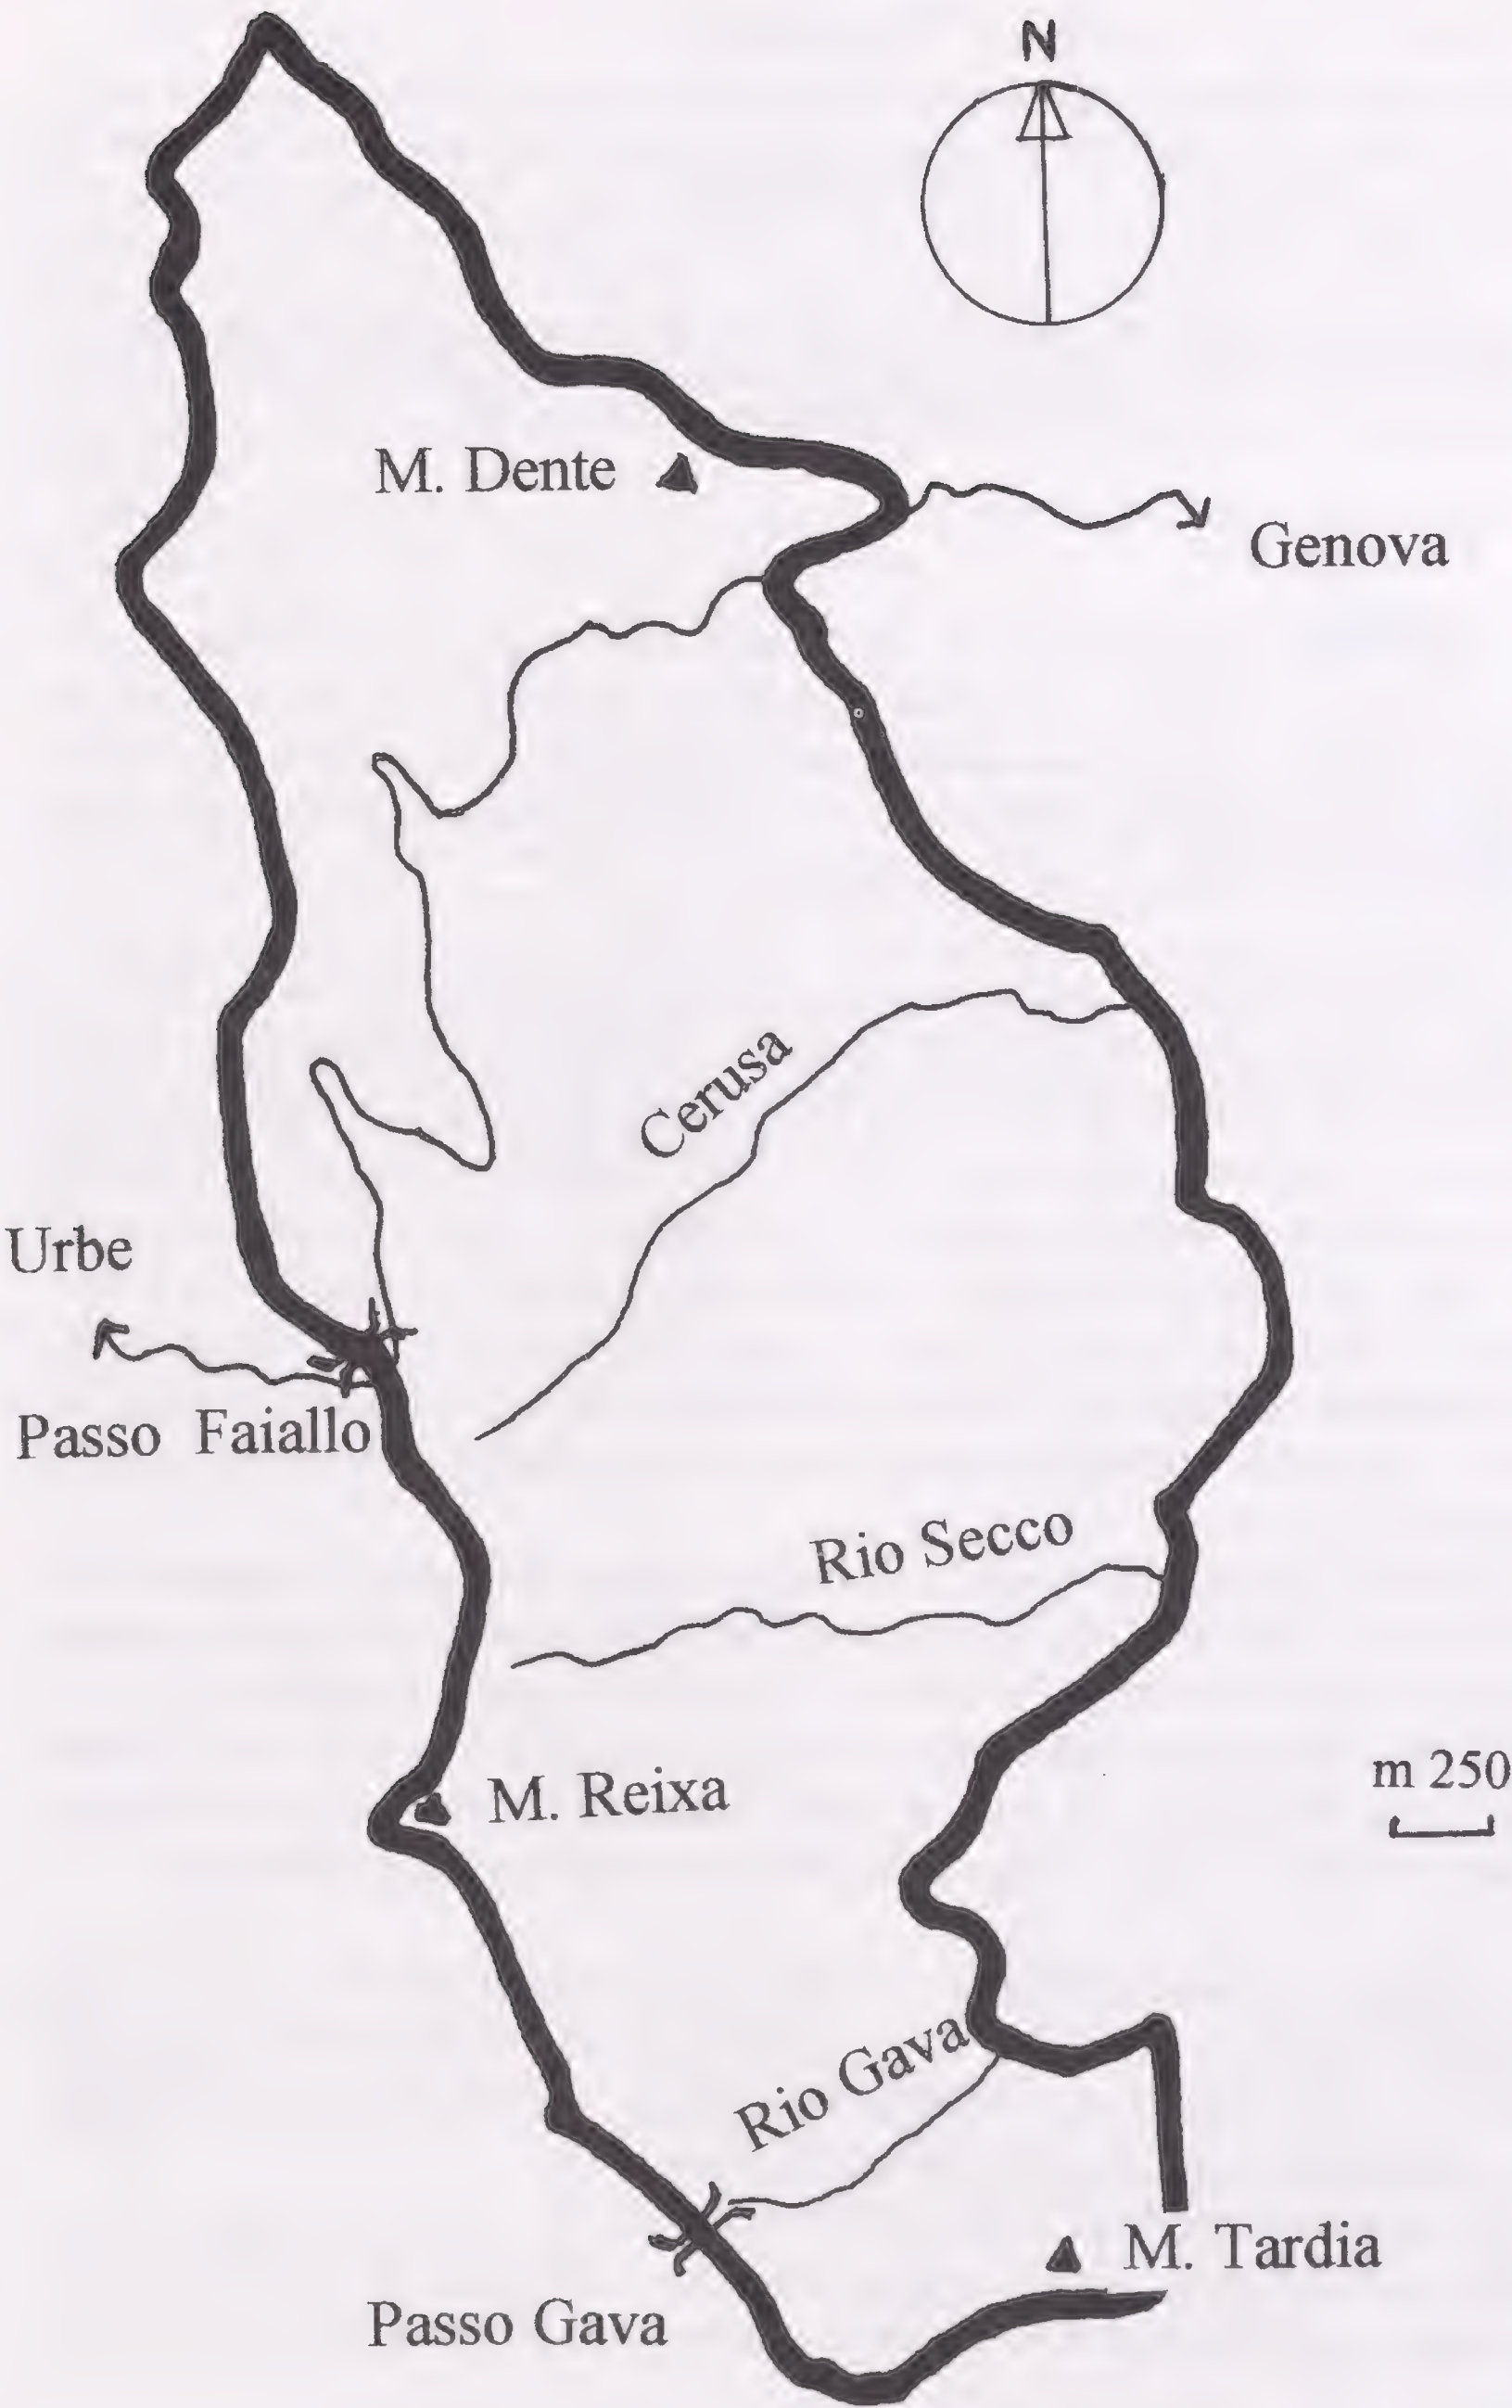 N
M. Dente
Genova
Cerusa
Urbe
Passo Faiallo
Rio Secco
m 250
M. Reixa
Rio Gava
M. Tardia
Passo Gava